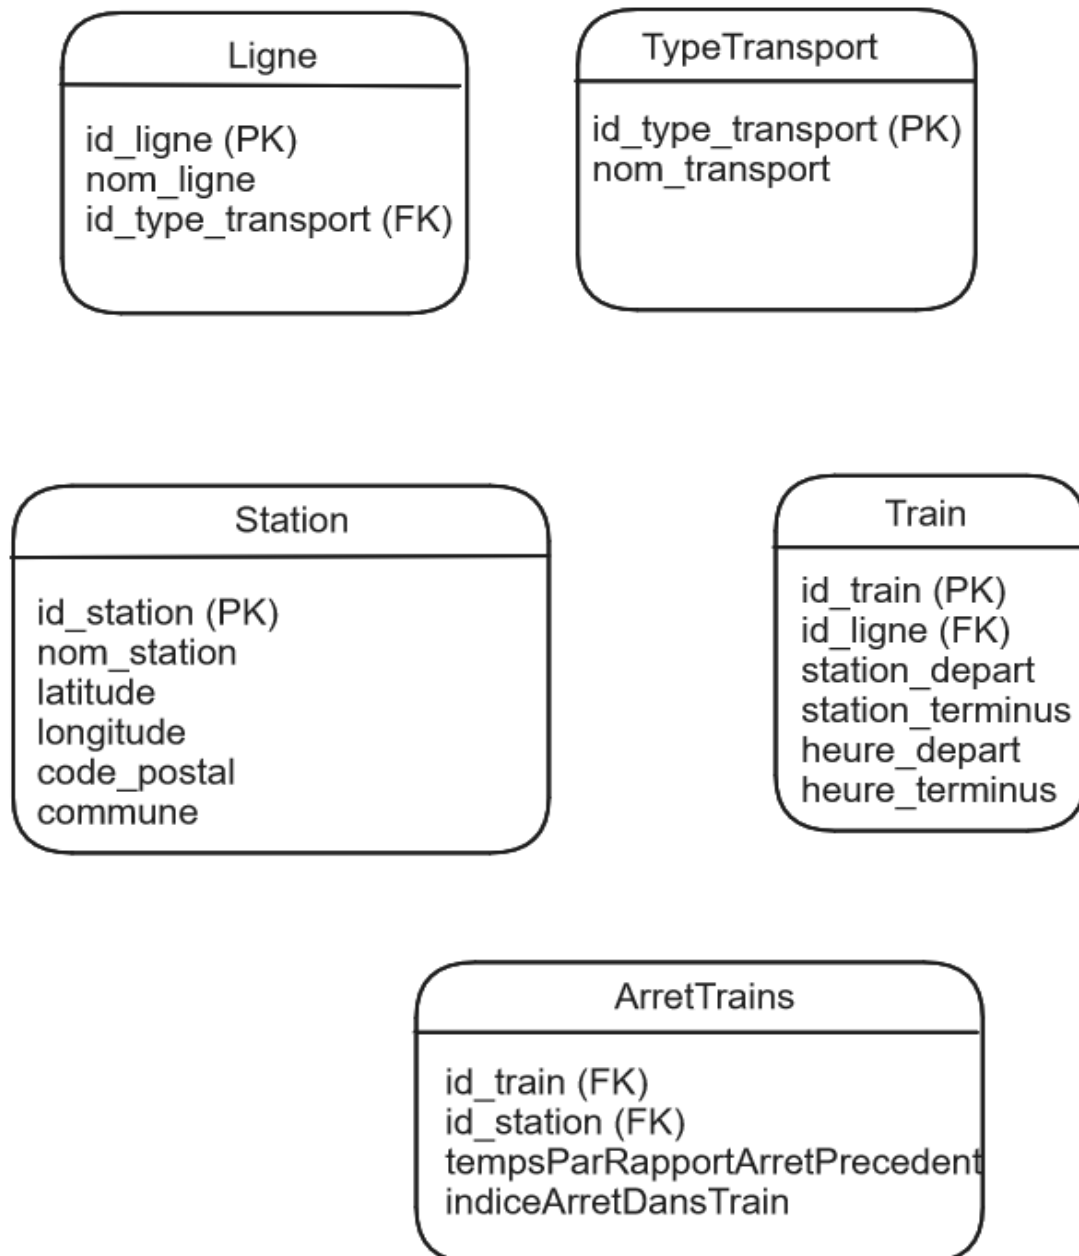 Ligne
id_ligne (PK)
nom_ligne
id_type_transport (FK)
TypeTransport
id_type_transport (PK)
nom_transport
Station
id_station (PK)
nom_station
latitude
longitude
code_postal
commune
Train
id_train (PK)
id_ligne (FK)
station_depart
station_terminus
heure_depart
heure_terminus
ArretTrains
id_train (FK)
id_station (FK)
tempsParRapportArretPrecedent
indiceArretDansTrain